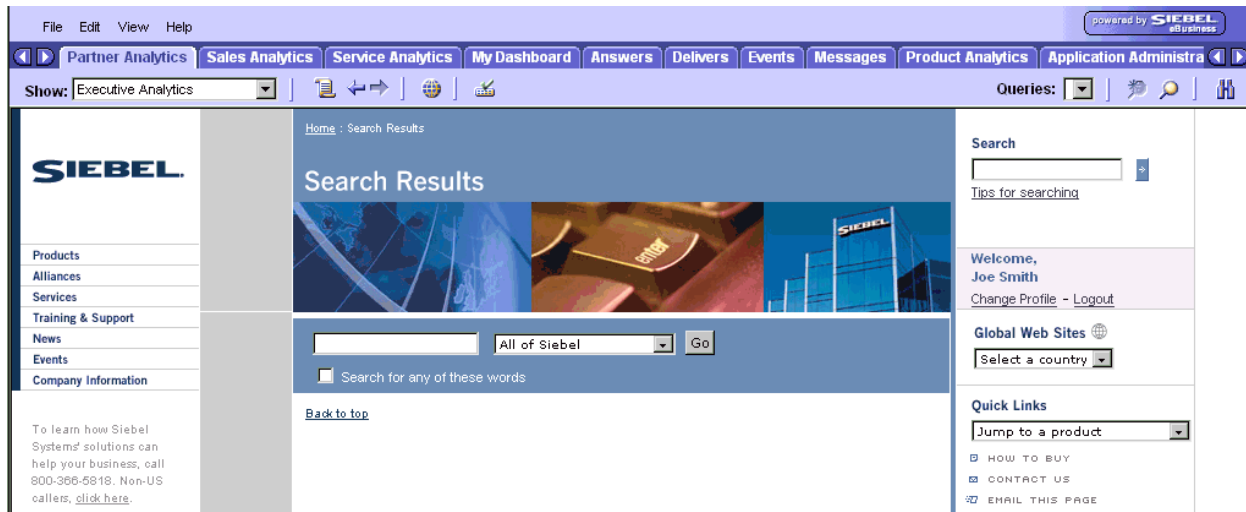 File Edit View Help
powered by SIEBEL eBusiness
Partner Analytics Sales Analytics Service Analytics My Dashboard Answers Delivers Events Messages Product Analytics Application Administra
Show: Executive Analytics
Queries:
SIEBEL.
Products
Alliances
Services
Training & Support
News
Events
Company Information
To learn how Siebel
Systems' solutions can
help your business, call
800-366-5818. Non-US
callers, click here.
Home : Search Results
Search Results
enter
SIEBEL
All of Siebel
Go
Search for any of these words
Back to top
Search
Tips for searching
Welcome,
Joe Smith
Change Profile - Logout
Global Web Sites
Select a country
Quick Links
Jump to a product
HOW TO BUY
CONTACT US
EMAIL THIS PAGE